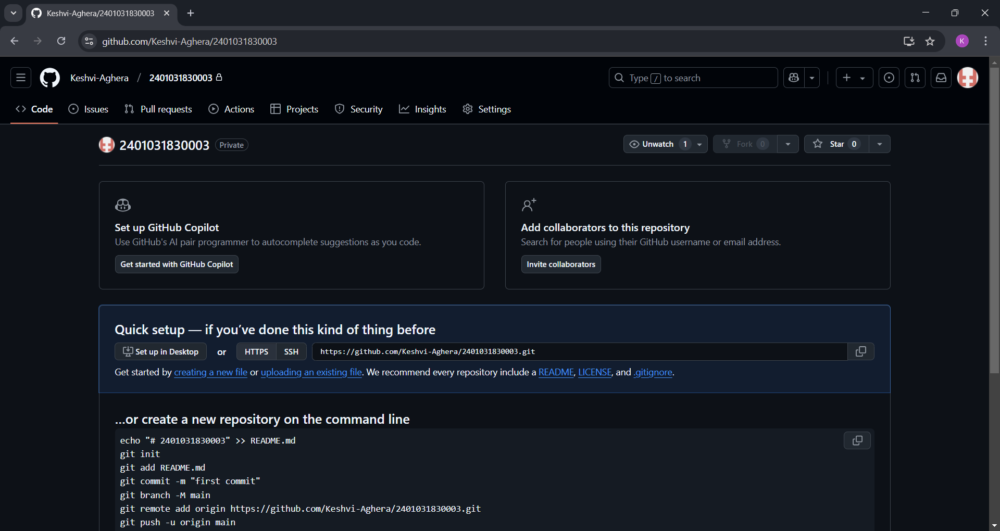 Keshvi-Aghera/2401031830003
github.com/Keshvi-Aghera/2401031830003
K
Keshvi-Aghera / 2401031830003
Type / to search
Code Issues Pull requests Actions Projects Security Insights Settings
2401031830003 Private
Unwatch 1 Fork 0 Star 0
Set up GitHub Copilot
Use GitHub's AI pair programmer to autocomplete suggestions as you code.
Get started with GitHub Copilot
Add collaborators to this repository
Search for people using their GitHub username or email address.
Invite collaborators
Quick setup — if you’ve done this kind of thing before
Set up in Desktop or HTTPS SSH https://github.com/Keshvi-Aghera/2401031830003.git
Get started by creating a new file or uploading an existing file. We recommend every repository include a README, LICENSE, and .gitignore.
...or create a new repository on the command line
echo "# 2401031830003" >> README.md
git init
git add README.md
git commit -m "first commit"
git branch -M main
git remote add origin https://github.com/Keshvi-Aghera/2401031830003.git
git push -u origin main